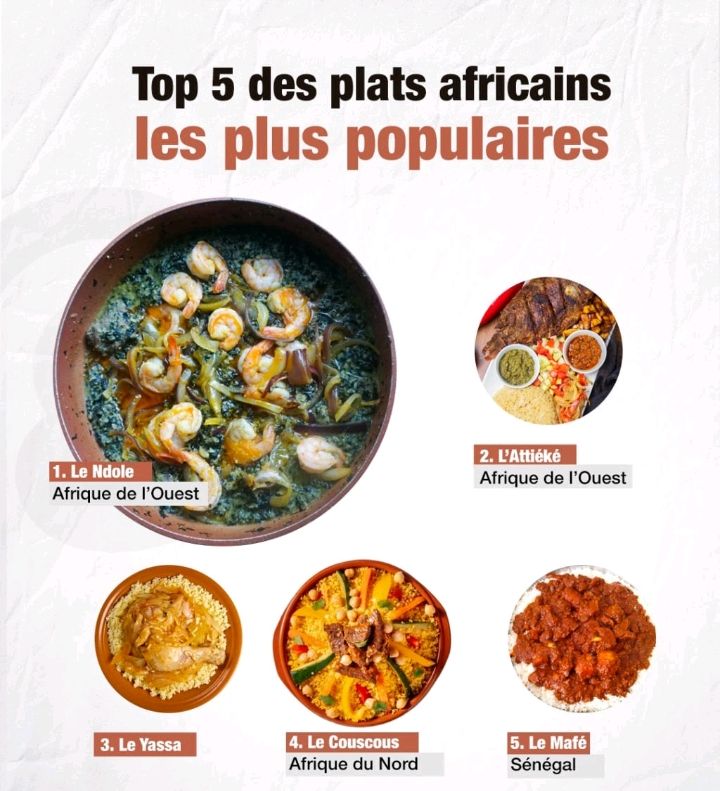 Top 5 des plats africains
les plus populaires
1. Le Ndole
Afrique de l'Ouest
2. L'Attiéké
Afrique de l'Ouest
3. Le Yassa
4. Le Couscous
Afrique du Nord
5. Le Mafé
Sénégal